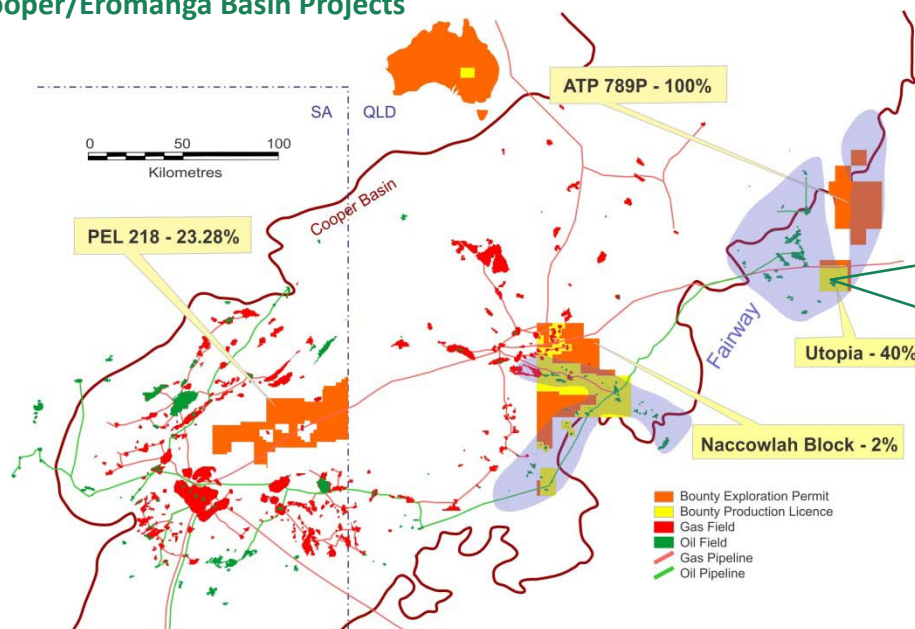 ooper/Eromanga Basin Projects
SA QLD
0 50 100
Kilometres
ATP 789P - 100%
Cooper Basin
PEL 218 - 23.28%
Fairway
Utopia - 40%
Naccowlah Block - 2%
Bounty Exploration Permit
Bounty Production Licence
Gas Field
Oil Field
Gas Pipeline
Oil Pipeline